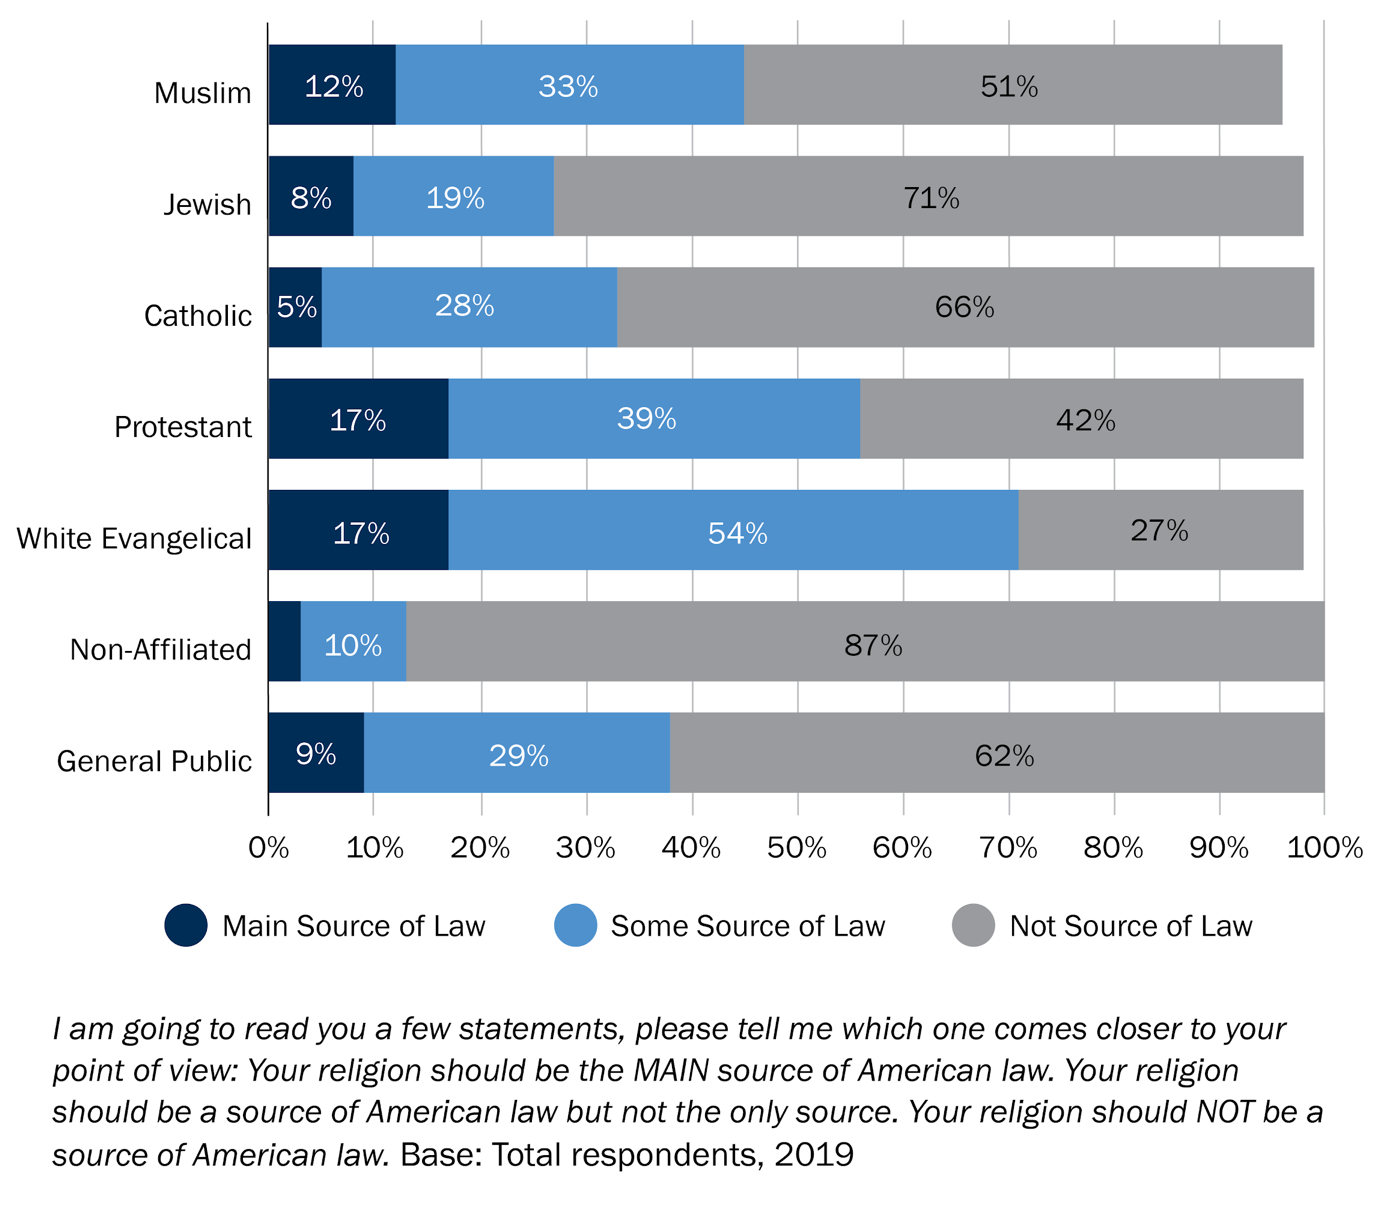 Muslim 12% 33% 51%
Jewish 8% 19% 71%
Catholic 5% 28% 66%
Protestant 17% 39% 42%
White Evangelical 17% 54% 27%
Non-Affiliated 10% 87%
General Public 9% 29% 62%
0% 10% 20% 30% 40% 50% 60% 70% 80% 90% 100%
Main Source of Law Some Source of Law Not Source of Law
I am going to read you a few statements, please tell me which one comes closer to your
point of view: Your religion should be the MAIN source of American law. Your religion
should be a source of American law but not the only source. Your religion should NOT be a
source of American law. Base: Total respondents, 2019